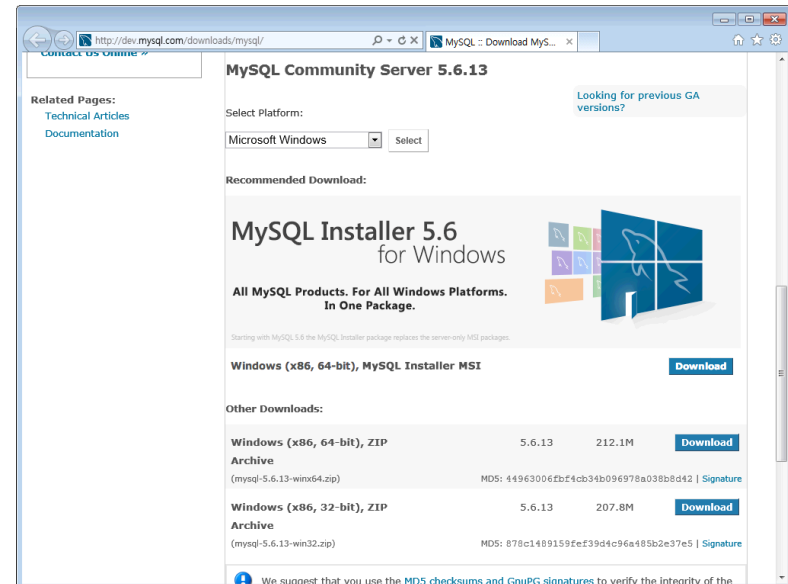 http://dev.mysql.com/downloads/mysql/
MySQL :: Download MyS...
Contact Us Online »
MySQL Community Server 5.6.13
Related Pages:
Technical Articles
Documentation
Looking for previous GA
versions?
Select Platform:
Microsoft Windows
Select
Recommended Download:
MySQL Installer 5.6
for Windows
All MySQL Products. For All Windows Platforms.
In One Package.
Starting with MySQL 5.6 the MySQL Installer package replaces the server-only MSI packages.
Windows (x86, 64-bit), MySQL Installer MSI Download
Other Downloads:
Windows (x86, 64-bit), ZIP 5.6.13 212.1M Download
Archive
(mysql-5.6.13-winx64.zip) MD5: 44963006fbf4cb34b096978a038b8d42 | Signature
Windows (x86, 32-bit), ZIP 5.6.13 207.8M Download
Archive
(mysql-5.6.13-win32.zip) MD5: 878c1489159fef39d4c96a485b2e37e5 | Signature
We suggest that you use the MD5 checksums and GnuPG signatures to verify the integrity of the